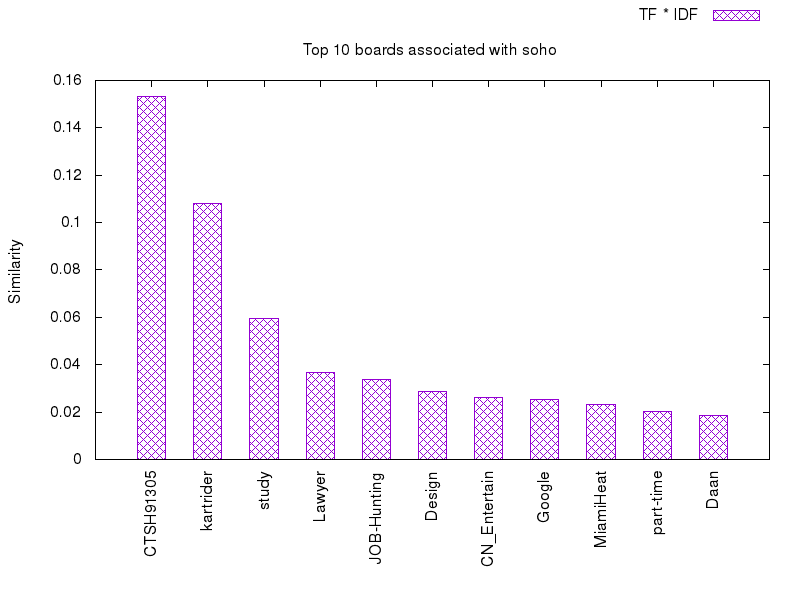 TF * IDF
Top 10 boards associated with soho
Similarity
0.16
0.14
0.12
0.1
0.08
0.06
0.04
0.02
0
CTSH91305
kartrider
study
Lawyer
JOB-Hunting
Design
CN_Entertain
Google
MiamiHeat
part-time
Daan